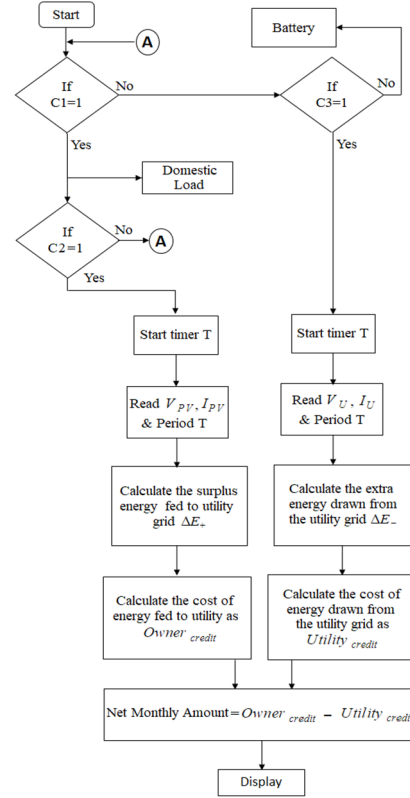 Start
A
Battery
If
C1=1
No
If
C3=1
No
Yes
Yes
Domestic
Load
If
C2=1
No
A
Yes
Start timer T
Start timer T
Read V PV, I PV
& Period T
Read V U, I U
& Period T
Calculate the surplus
energy fed to utility
grid ΔE+
Calculate the extra
energy drawn from
the utility grid ΔE−
Calculate the cost of
energy fed to utility as
Owner credit
Calculate the cost of
energy drawn from
the utility grid as
Utility credit
Net Monthly Amount=Owner credit − Utility credit
Display